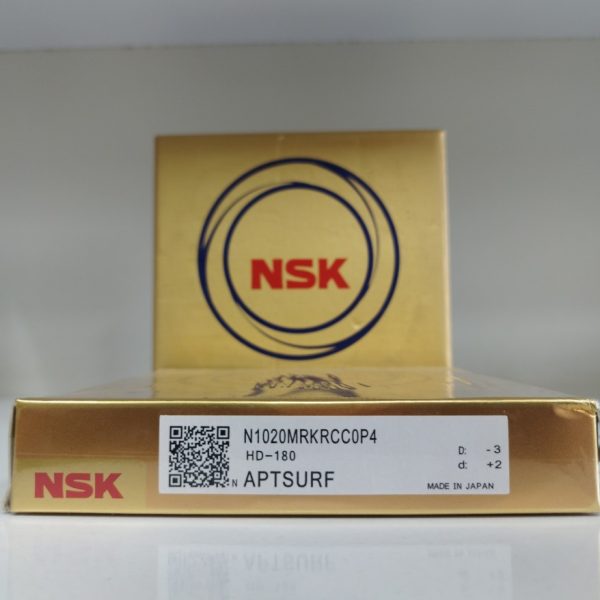 NSK
N1020MRKRCC0P4
HD-180
D: -3
d: +2
N APTSURF
MADE IN JAPAN
NSK